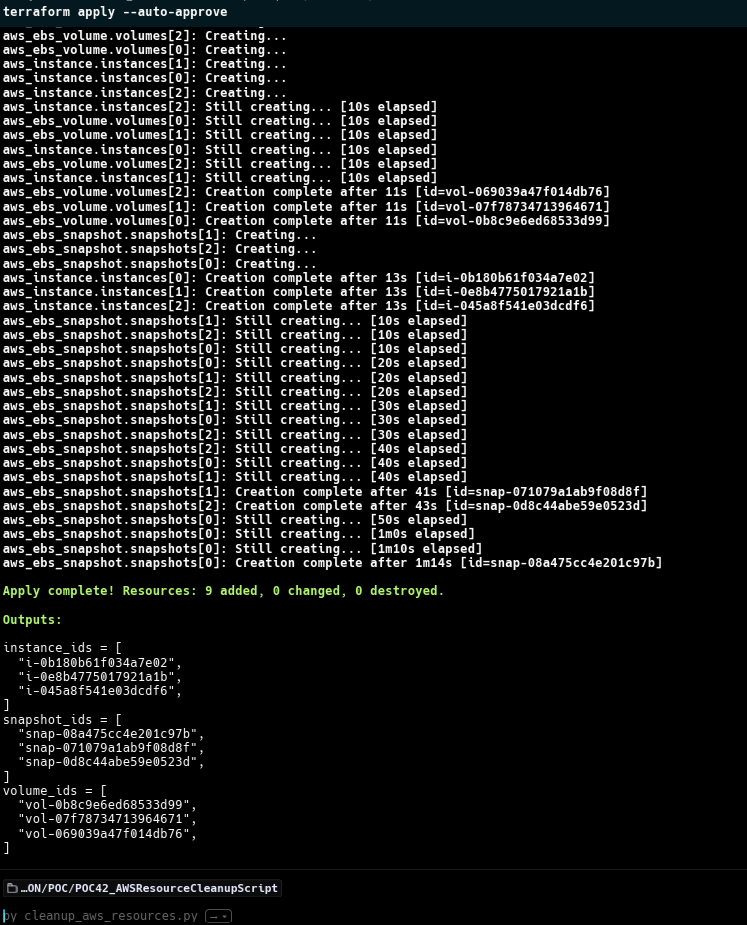 terraform apply --auto-approve
aws_ebs_volume.volumes[2]: Creating...
aws_ebs_volume.volumes[0]: Creating...
aws_instance.instances[1]: Creating...
aws_instance.instances[0]: Creating...
aws_instance.instances[2]: Creating...
aws_instance.instances[2]: Still creating... [10s elapsed]
aws_ebs_volume.volumes[0]: Still creating... [10s elapsed]
aws_ebs_volume.volumes[1]: Still creating... [10s elapsed]
aws_instance.instances[0]: Still creating... [10s elapsed]
aws_ebs_volume.volumes[2]: Still creating... [10s elapsed]
aws_instance.instances[1]: Still creating... [10s elapsed]
aws_ebs_volume.volumes[2]: Creation complete after 11s [id=vol-069039a47f014db76]
aws_ebs_volume.volumes[1]: Creation complete after 11s [id=vol-07f78734713964671]
aws_ebs_volume.volumes[0]: Creation complete after 11s [id=vol-0b8c9e6ed68533d99]
aws_ebs_snapshot.snapshots[1]: Creating...
aws_ebs_snapshot.snapshots[2]: Creating...
aws_ebs_snapshot.snapshots[0]: Creating...
aws_instance.instances[0]: Creation complete after 13s [id=i-0b180b61f034a7e02]
aws_instance.instances[1]: Creation complete after 13s [id=i-0e8b4775017921a1b]
aws_instance.instances[2]: Creation complete after 13s [id=i-045a8f541e03dcdf6]
aws_ebs_snapshot.snapshots[1]: Still creating... [10s elapsed]
aws_ebs_snapshot.snapshots[2]: Still creating... [10s elapsed]
aws_ebs_snapshot.snapshots[0]: Still creating... [10s elapsed]
aws_ebs_snapshot.snapshots[0]: Still creating... [20s elapsed]
aws_ebs_snapshot.snapshots[1]: Still creating... [20s elapsed]
aws_ebs_snapshot.snapshots[2]: Still creating... [20s elapsed]
aws_ebs_snapshot.snapshots[1]: Still creating... [30s elapsed]
aws_ebs_snapshot.snapshots[0]: Still creating... [30s elapsed]
aws_ebs_snapshot.snapshots[2]: Still creating... [30s elapsed]
aws_ebs_snapshot.snapshots[2]: Still creating... [40s elapsed]
aws_ebs_snapshot.snapshots[0]: Still creating... [40s elapsed]
aws_ebs_snapshot.snapshots[1]: Still creating... [40s elapsed]
aws_ebs_snapshot.snapshots[1]: Creation complete after 41s [id=snap-071079a1ab9f08d8f]
aws_ebs_snapshot.snapshots[2]: Creation complete after 43s [id=snap-0d8c44abe59e0523d]
aws_ebs_snapshot.snapshots[0]: Still creating... [50s elapsed]
aws_ebs_snapshot.snapshots[0]: Still creating... [1m0s elapsed]
aws_ebs_snapshot.snapshots[0]: Still creating... [1m10s elapsed]
aws_ebs_snapshot.snapshots[0]: Creation complete after 1m14s [id=snap-08a475cc4e201c97b]
Apply complete! Resources: 9 added, 0 changed, 0 destroyed.
Outputs:
instance_ids = [
  "i-0b180b61f034a7e02",
  "i-0e8b4775017921a1b",
  "i-045a8f541e03dcdf6",
]
snapshot_ids = [
  "snap-08a475cc4e201c97b",
  "snap-071079a1ab9f08d8f",
  "snap-0d8c44abe59e0523d",
]
volume_ids = [
  "vol-0b8c9e6ed68533d99",
  "vol-07f78734713964671",
  "vol-069039a47f014db76",
]
…ON/POC/POC42_AWSResourceCleanupScript
py cleanup_aws_resources.py